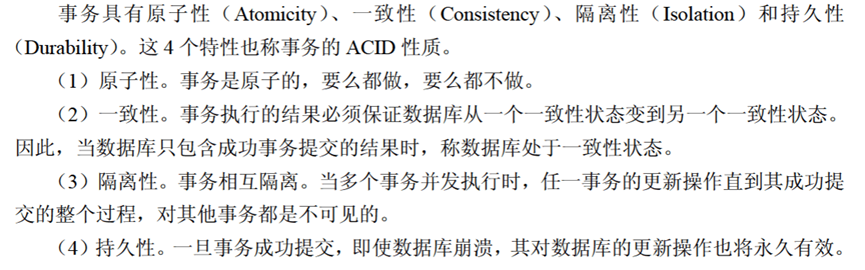 事务具有原子性（Atomicity）、一致性（Consistency）、隔离性（Isolation）和持久性
（Durability）。这 4 个特性也称事务的 ACID 性质。
（1）原子性。事务是原子的，要么都做，要么都不做。
（2）一致性。事务执行的结果必须保证数据库从一个一致性状态变到另一个一致性状态。
因此，当数据库只包含成功事务提交的结果时，称数据库处于一致性状态。
（3）隔离性。事务相互隔离。当多个事务并发执行时，任一事务的更新操作直到其成功提
交的整个过程，对其他事务都是不可见的。
（4）持久性。一旦事务成功提交，即使数据库崩溃，其对数据库的更新操作也将永久有效。